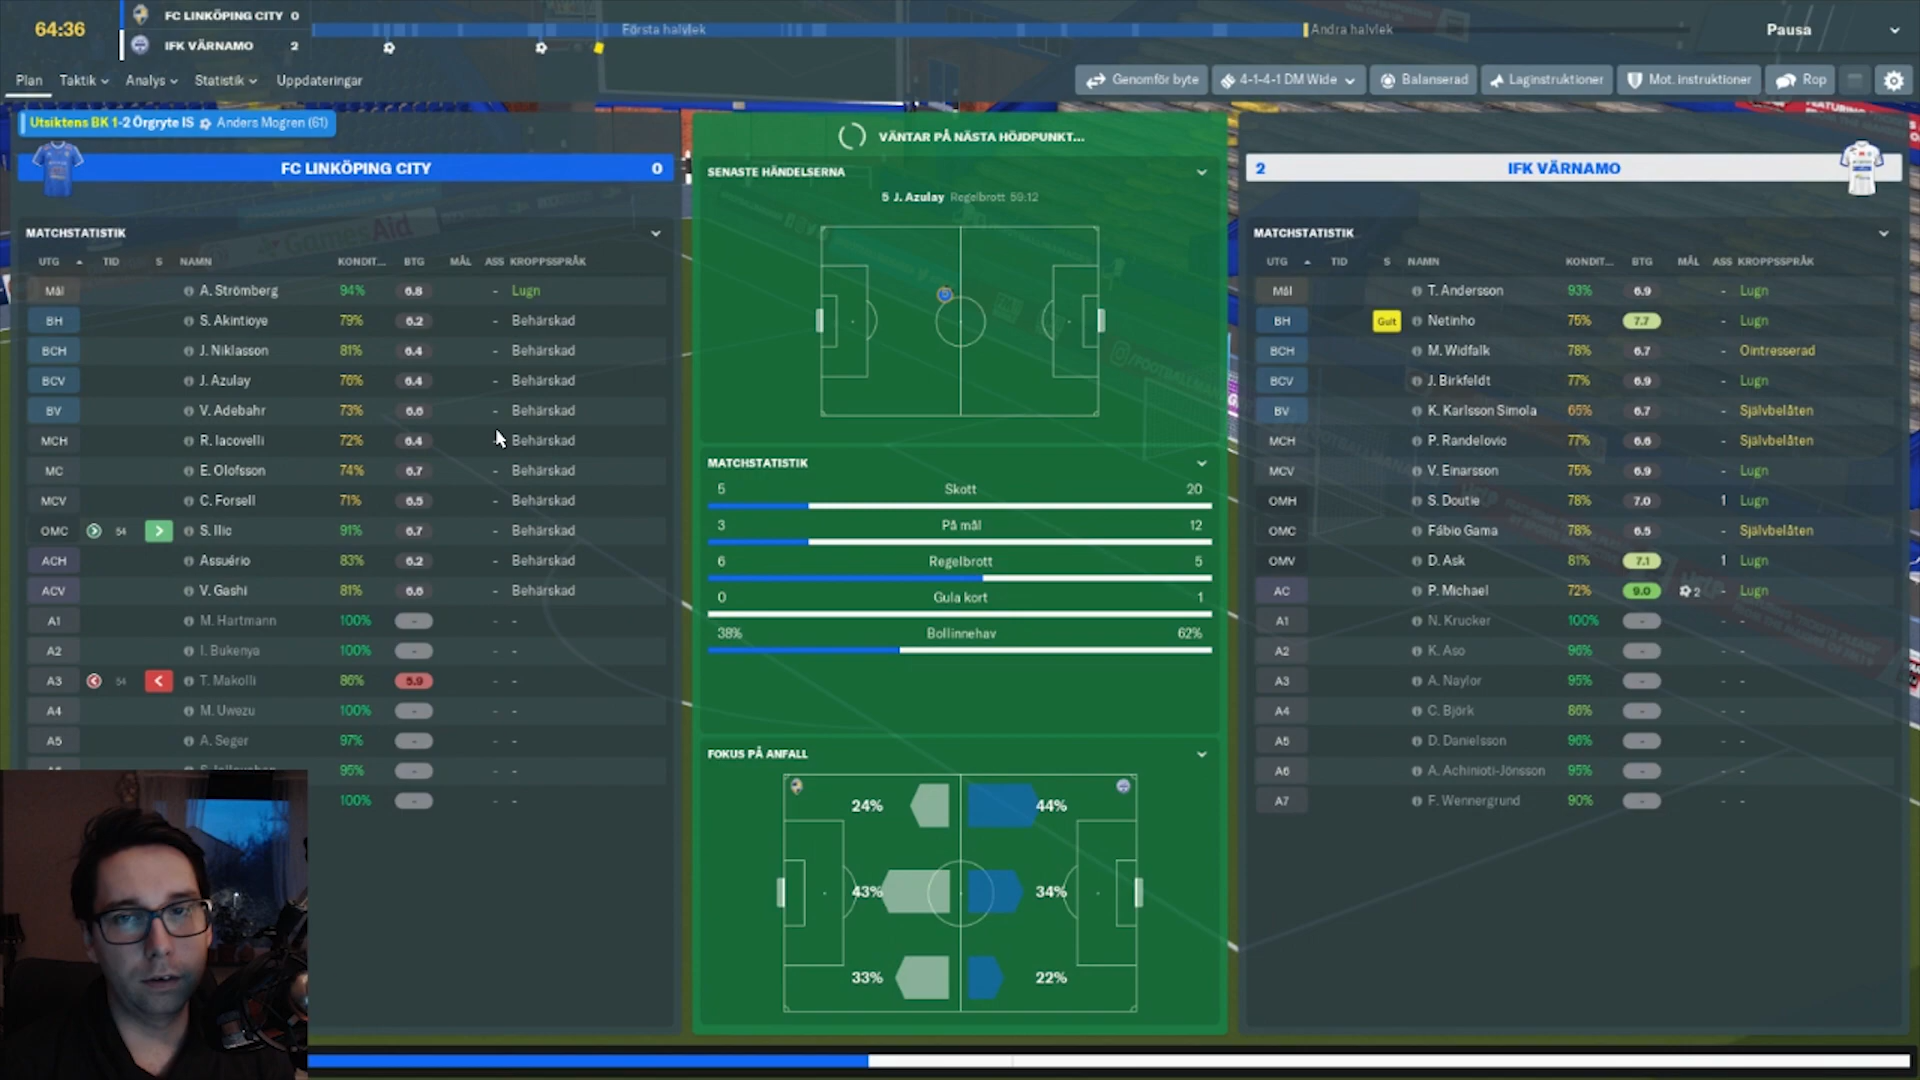 64:36
FC LINKÖPING CITY 0
IFK VÄRNAMO 2
Första halvlek
Andra halvlek
Pausa
Plan Taktik Analys Statistik Uppdateringar
Genomför byte 4-1-4-1 DM Wide Balanserad Laginstruktioner Mot. instruktioner Rop
Utsiktens BK 1-2 Örgryte IS Anders Mogren (61)
FC LINKÖPING CITY 0
MATCHSTATISTIK
UTG TID S NAMN KONDIT... BTG MÅL ASS KROPPSSPRÅK
Mål A. Strömberg 94% 6.8 - Lugn
BH S. Akintioye 79% 6.2 - Behärskad
BCH J. Niklasson 81% 6.4 - Behärskad
BCV J. Azulay 76% 6.4 - Behärskad
BV V. Adebahr 73% 6.6 - Behärskad
MCH R. Iacovelli 72% 6.4 - Behärskad
MC E. Olofsson 74% 6.7 - Behärskad
MCV C. Forsell 71% 6.5 - Behärskad
OMC 54 S. Ilic 91% 6.7 - Behärskad
ACH Assuério 83% 6.2 - Behärskad
ACV V. Gashi 81% 6.6 - Behärskad
A1 M. Hartmann 100% - - -
A2 I. Bukenya 100% - - -
A3 54 T. Makolli 86% 5.9 - -
A4 M. Uwezu 100% - - -
A5 A. Seger 97% - - -
95% - - -
100% - - -
VÄNTAR PÅ NÄSTA HÖJDPUNKT...
SENASTE HÄNDELSERNA
5 J. Azulay Regelbrott 59:12
MATCHSTATISTIK
5 Skott 20
3 På mål 12
6 Regelbrott 5
0 Gula kort 1
38% Bollinnehav 62%
FOKUS PÅ ANFALL
24% 44%
43% 34%
33% 22%
2 IFK VÄRNAMO
MATCHSTATISTIK
UTG TID S NAMN KONDIT... BTG MÅL ASS KROPPSSPRÅK
Mål T. Andersson 93% 6.9 - Lugn
BH Gult Netinho 75% 7.7 - Lugn
BCH M. Widfalk 78% 6.7 - Ointresserad
BCV J. Birkfeldt 77% 6.9 - Lugn
BV K. Karlsson Simola 65% 6.7 - Självbelåten
MCH P. Randelovic 77% 6.6 - Självbelåten
MCV V. Einarsson 75% 6.9 - Lugn
OMH S. Doutie 78% 7.0 1 Lugn
OMC Fábio Gama 78% 6.5 - Självbelåten
OMV D. Ask 81% 7.1 1 Lugn
AC P. Michael 72% 9.0 2 - Lugn
A1 N. Krucker 100% - - -
A2 K. Aso 96% - - -
A3 A. Naylor 95% - - -
A4 C. Björk 86% - - -
A5 D. Danielsson 96% - - -
A6 A. Achinioti-Jönsson 95% - - -
A7 F. Wennergrund 90% - - -